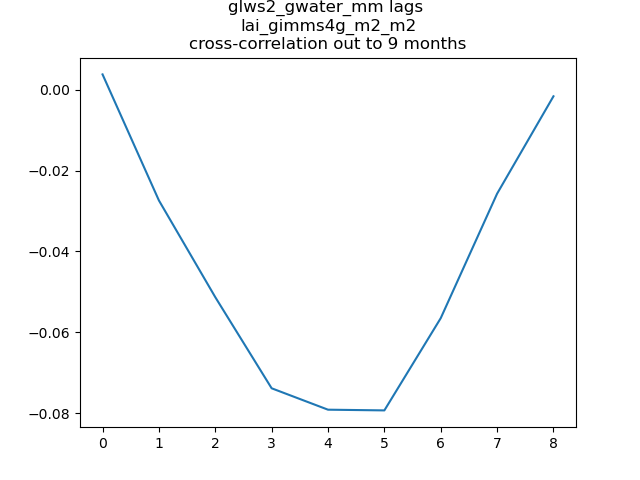 glws2_gwater_mm lags
lai_gimms4g_m2_m2
cross-correlation out to 9 months
0.00
−0.02
−0.04
−0.06
−0.08
0 1 2 3 4 5 6 7 8